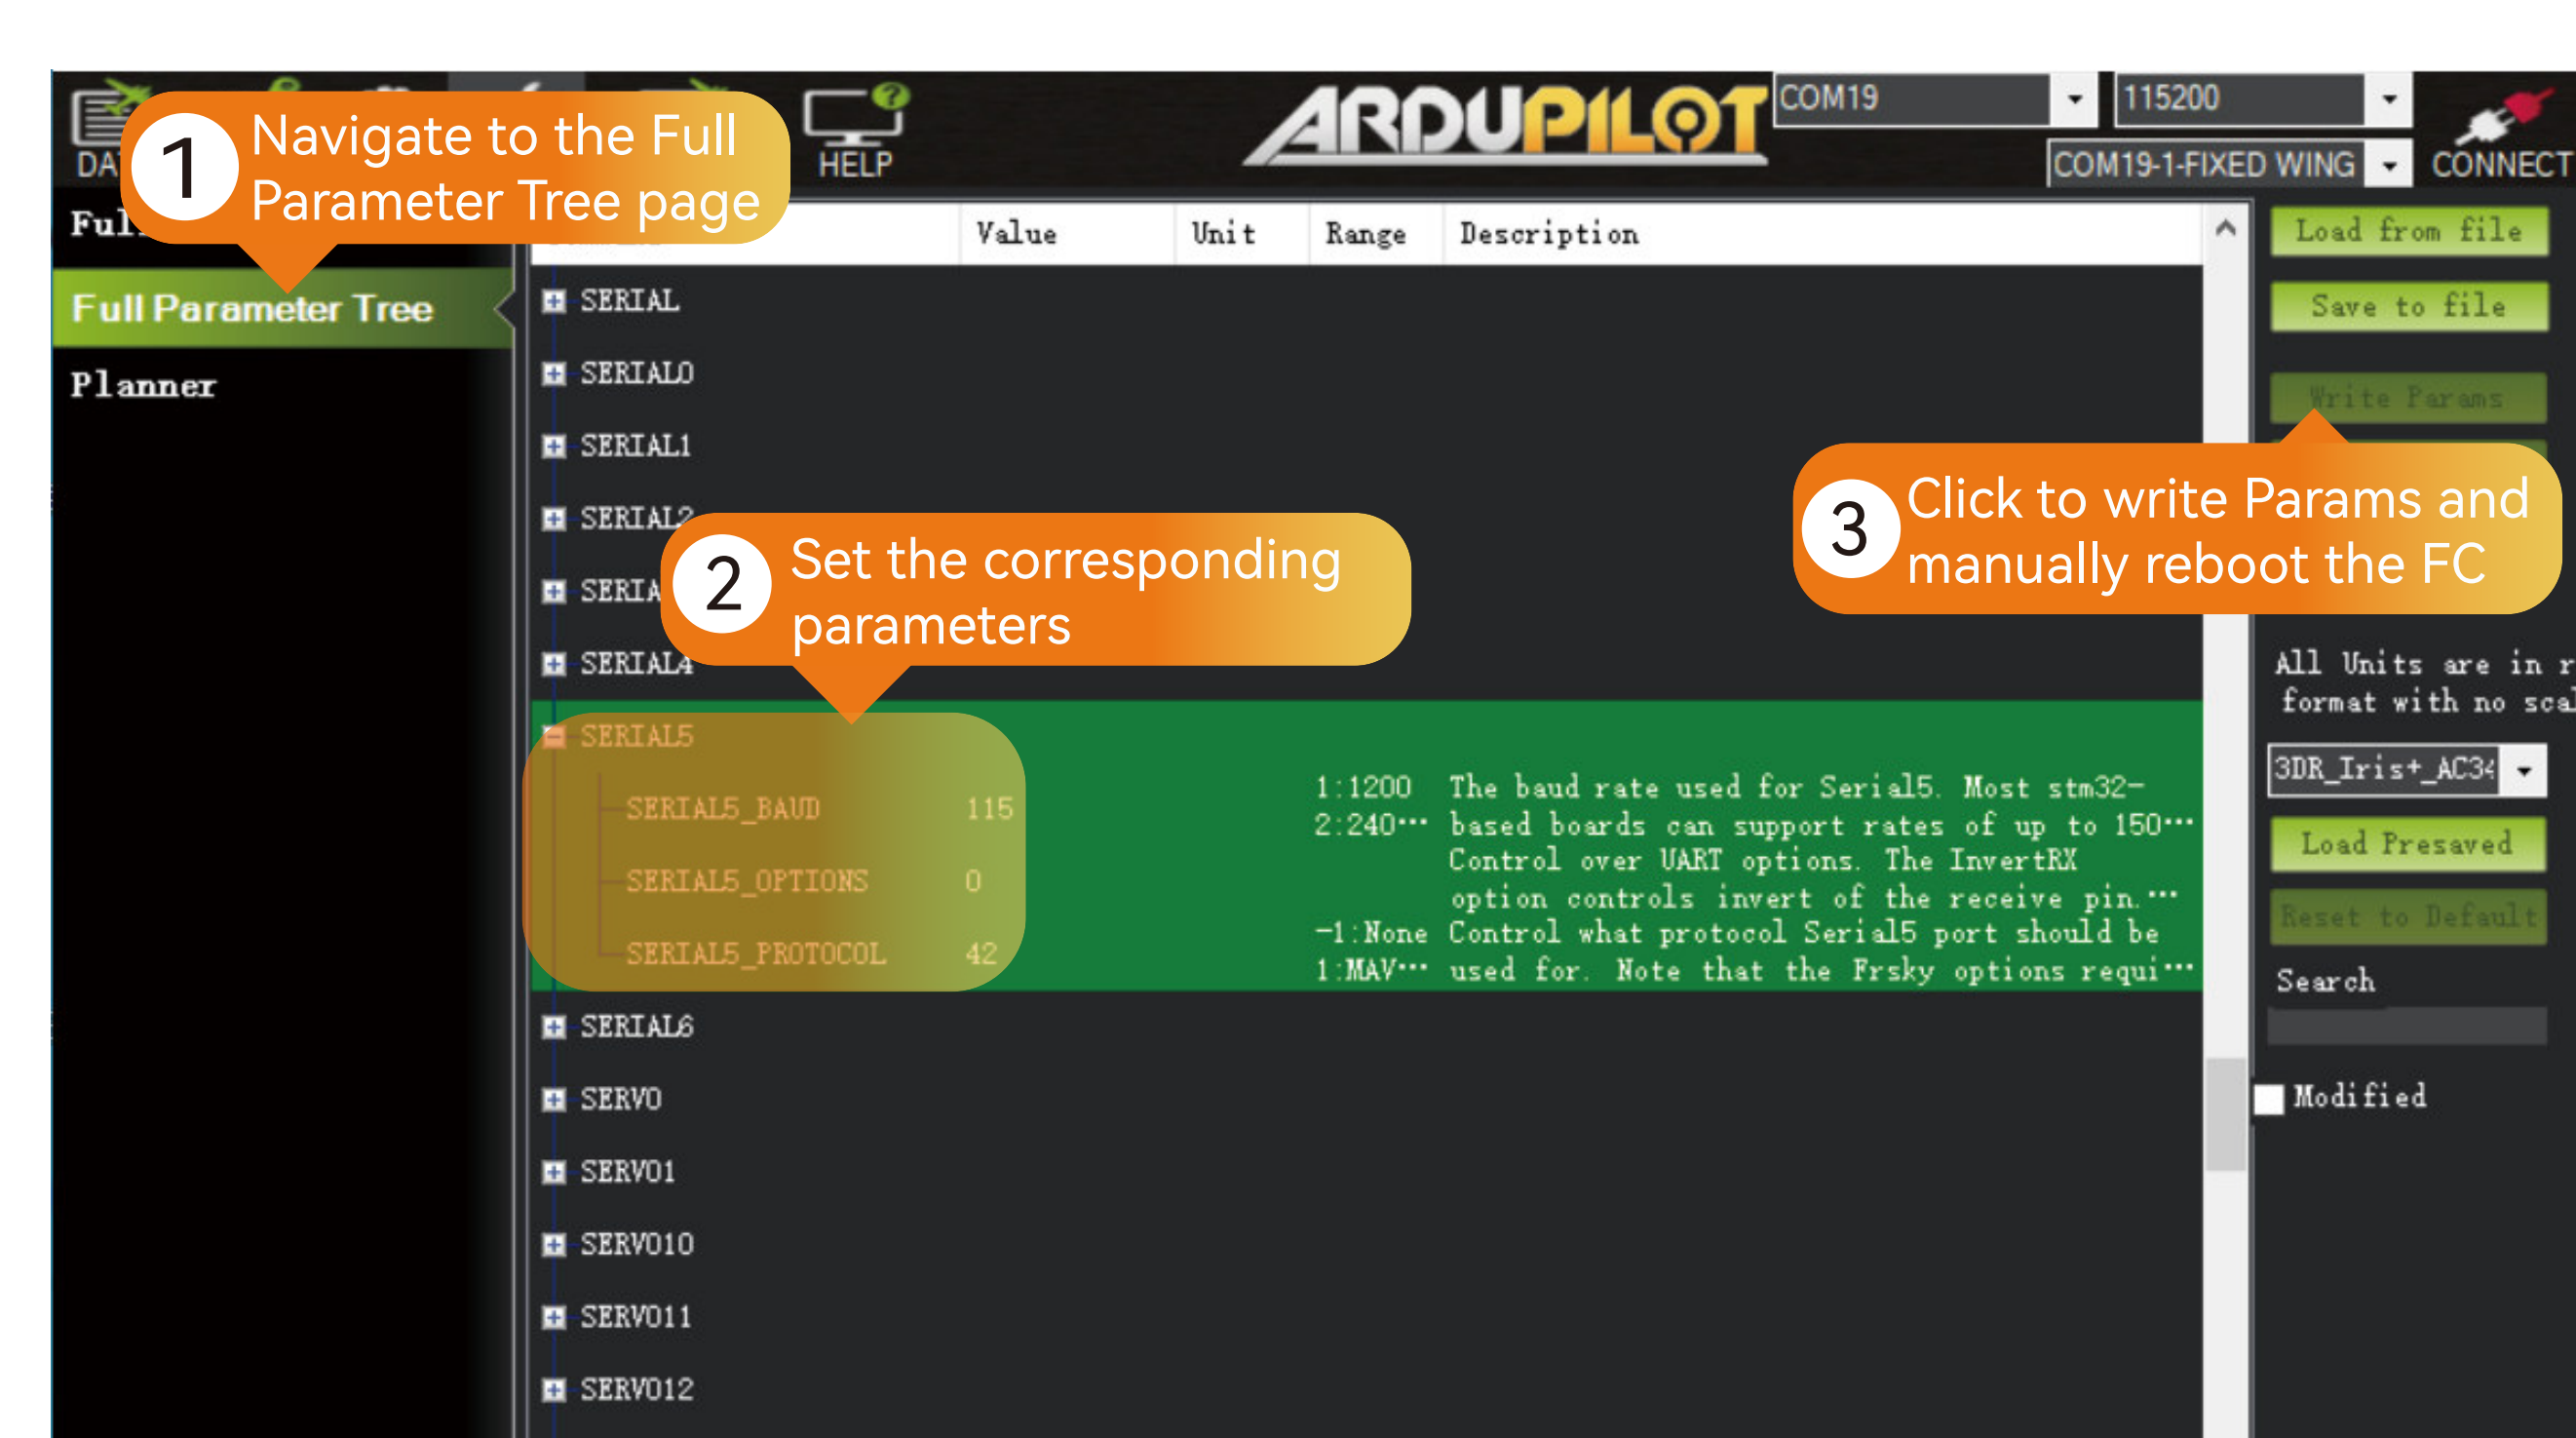 ARDUPILOT
COM19
115200
COM19-1-FIXED WING
CONNECT
HELP
1
Navigate to the Full
Parameter Tree page
Full Parameter Tree
Planner
Value Unit Range Description
SERIAL
SERIAL0
SERIAL1
SERIAL2
SERIAL4
2
Set the corresponding
parameters
SERIAL5
SERIAL5_BAUD 115 1:1200 The baud rate used for Serial5. Most stm32-
2:240… based boards can support rates of up to 150…
SERIAL5_OPTIONS 0 Control over UART options. The InvertRX
option controls invert of the receive pin.…
SERIAL5_PROTOCOL 42 -1:None Control what protocol Serial5 port should be
1:MAV… used for. Note that the Frsky options requi…
SERIAL6
SERVO
SERVO1
SERVO10
SERVO11
SERVO12
Load from file
Save to file
Write Params
3
Click to write Params and
manually reboot the FC
All Units are in
format with no
3DR_Iris+_AC34
Load Presaved
Reset to Default
Search
Modified